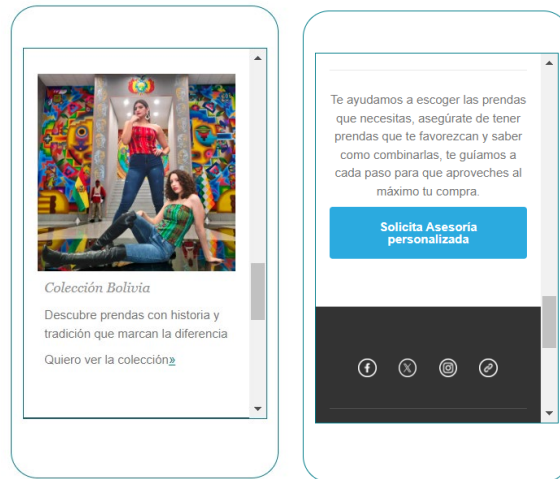 Colección Bolivia
Descubre prendas con historia y
tradición que marcan la diferencia
Quiero ver la colección»
Te ayudamos a escoger las prendas
que necesitas, asegúrate de tener
prendas que te favorezcan y saber
como combinarlas, te guíamos a
cada paso para que aproveches al
máximo tu compra.
Solicita Asesoría
personalizada